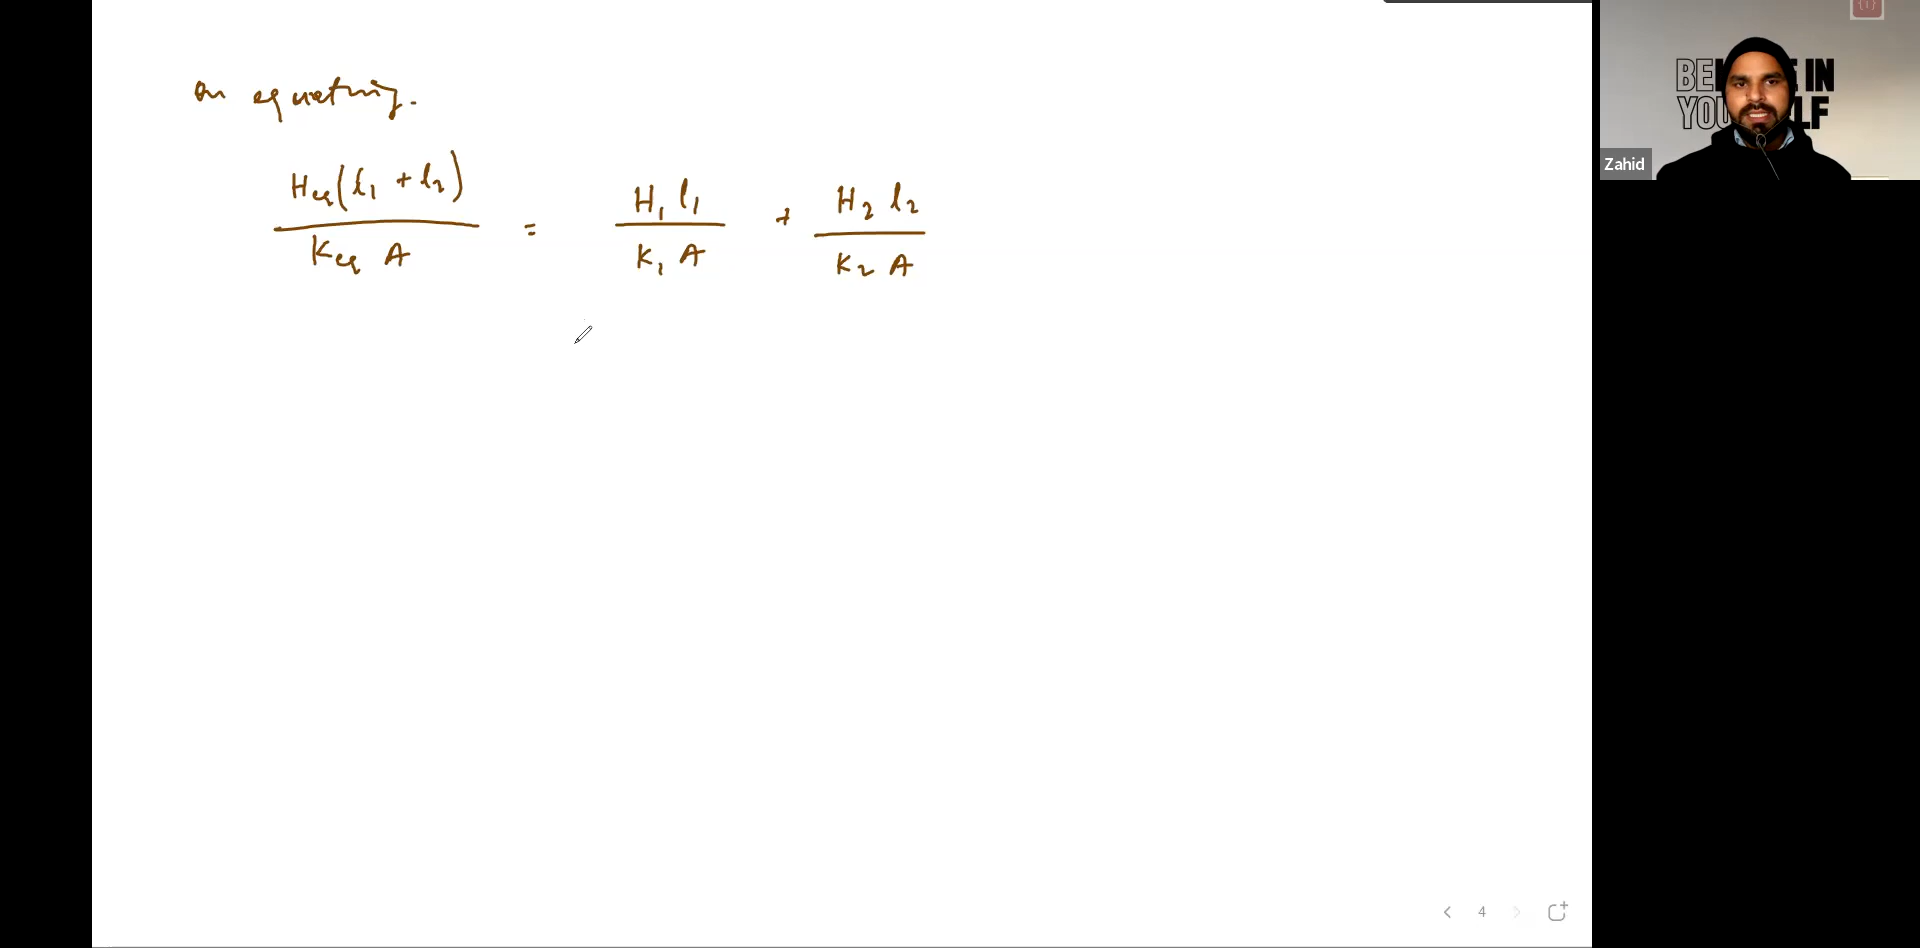 on equating.
Heq(l1 + l2) / Keq A = H1 l1 / K1 A + H2 l2 / K2 A
Zahid
4